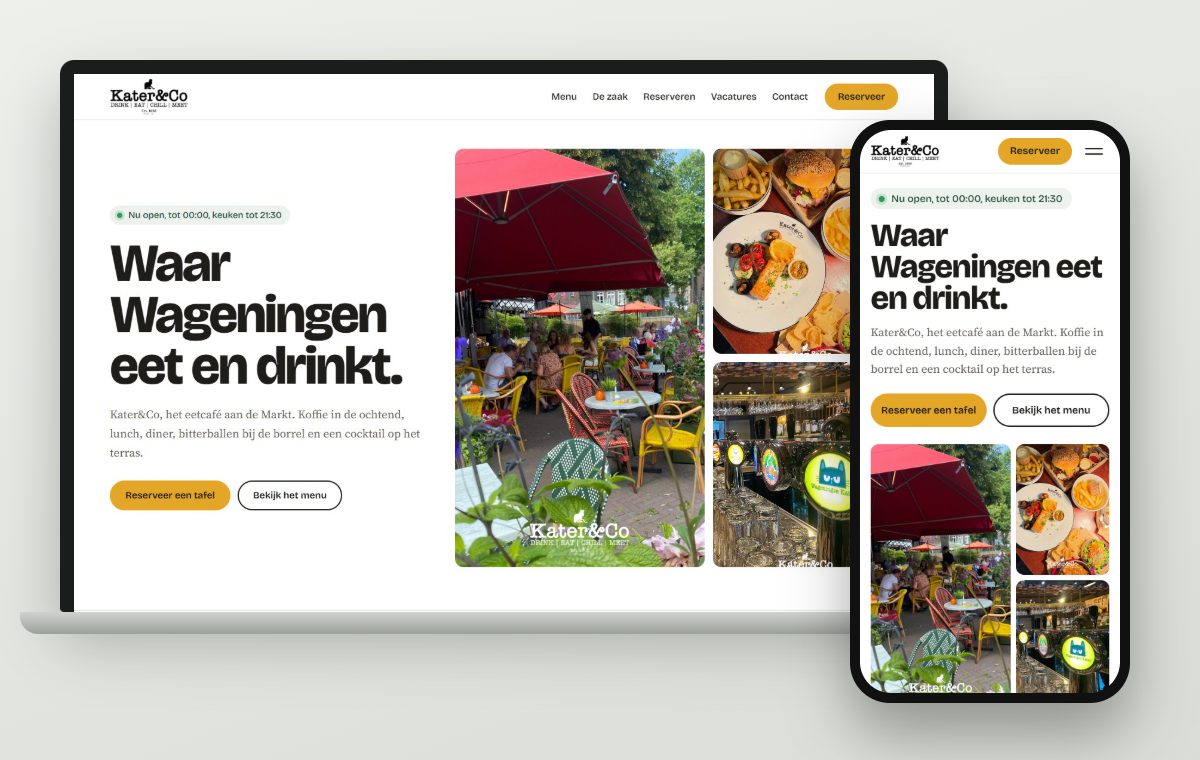 Kater&Co
DRINK | EAT | CHILL | MEET
Menu
De zaak
Reserveren
Vacatures
Contact
Reserveer
Nu open, tot 00:00, keuken tot 21:30
Waar
Wageningen
eet en drinkt.
Kater&Co, het eetcafé aan de Markt. Koffie in de ochtend,
lunch, diner, bitterballen bij de borrel en een cocktail op het
terras.
Reserveer een tafel
Bekijk het menu
Kater&Co
DRINK | EAT | CHILL | MEET
Kater&Co
Kater&Co
Kater&Co
DRINK | EAT | CHILL | MEET
Reserveer
Nu open, tot 00:00, keuken tot 21:30
Waar
Wageningen eet
en drinkt.
Kater&Co, het eetcafé aan de Markt. Koffie in
de ochtend, lunch, diner, bitterballen bij de
borrel en een cocktail op het terras.
Reserveer een tafel
Bekijk het menu
Kater&Co